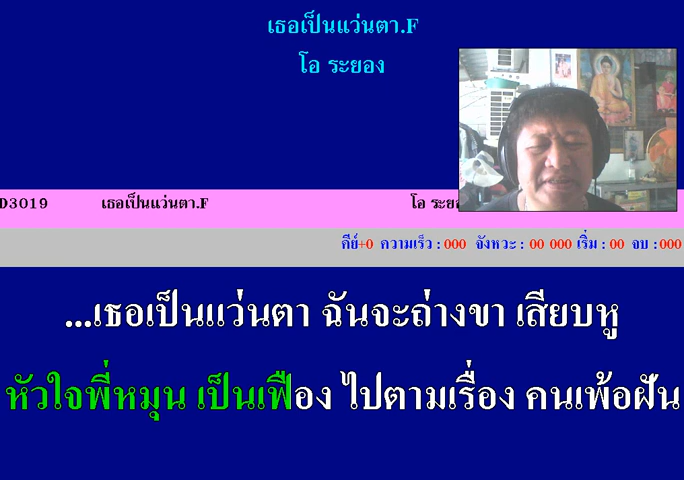 เธอเป็นแว่นตา.F
โอ ระยอง
D3019 เธอเป็นแว่นตา.F โอ ระยอ
คีย์+0 ความเร็ว : 000 จังหวะ : 00 000 เริ่ม : 00 จบ :000
...เธอเป็นแว่นตา ฉันจะถ่างขา เสียบหู
หัวใจพี่หมุน เป็นเฟือง ไปตามเรื่อง คนเพ้อฝัน